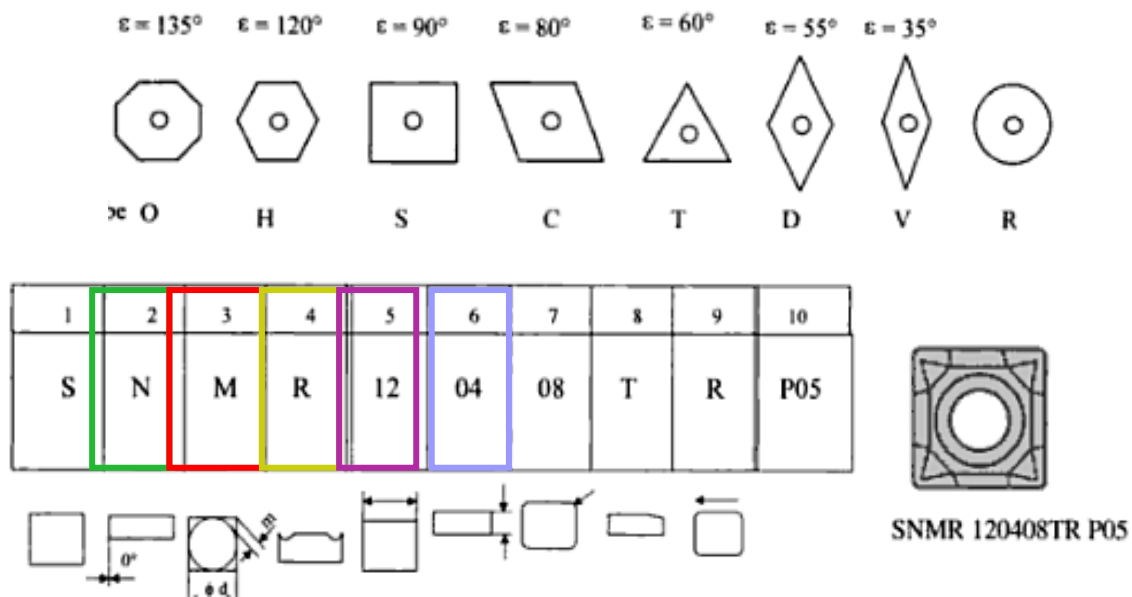 ε = 135° ε = 120° ε = 90° ε = 80° ε = 60° ε = 55° ε = 35°
pe O H S C T D V R
1 2 3 4 5 6 7 8 9 10
S N M R 12 04 08 T R P05
0° m
ϕ d
SNMR 120408TR P05